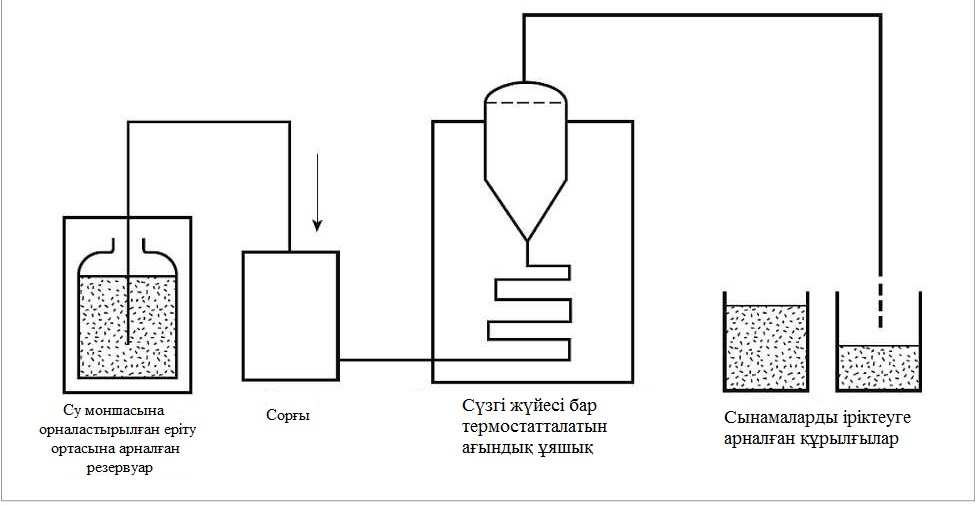 Су моншасына
орналастырылған еріту
ортасына арналған
резервуар
Сорғы
Сүзгі жүйесі бар
термостатталатын
ағындық ұяшық
Сынамаларды іріктеуге
арналған құрылғылар